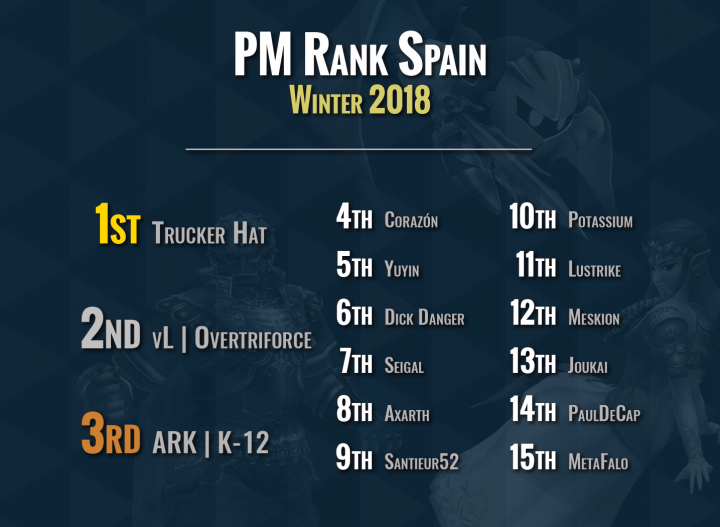 PM Rank Spain
Winter 2018
1st Trucker Hat
2nd vL | Overtriforce
3rd ARK | K-12
4th Corazón
5th Yuyin
6th Dick Danger
7th Seigal
8th Axarth
9th Santieur52
10th Potassium
11th Lustrike
12th Meskion
13th Joukai
14th PaulDeCap
15th MetaFalo